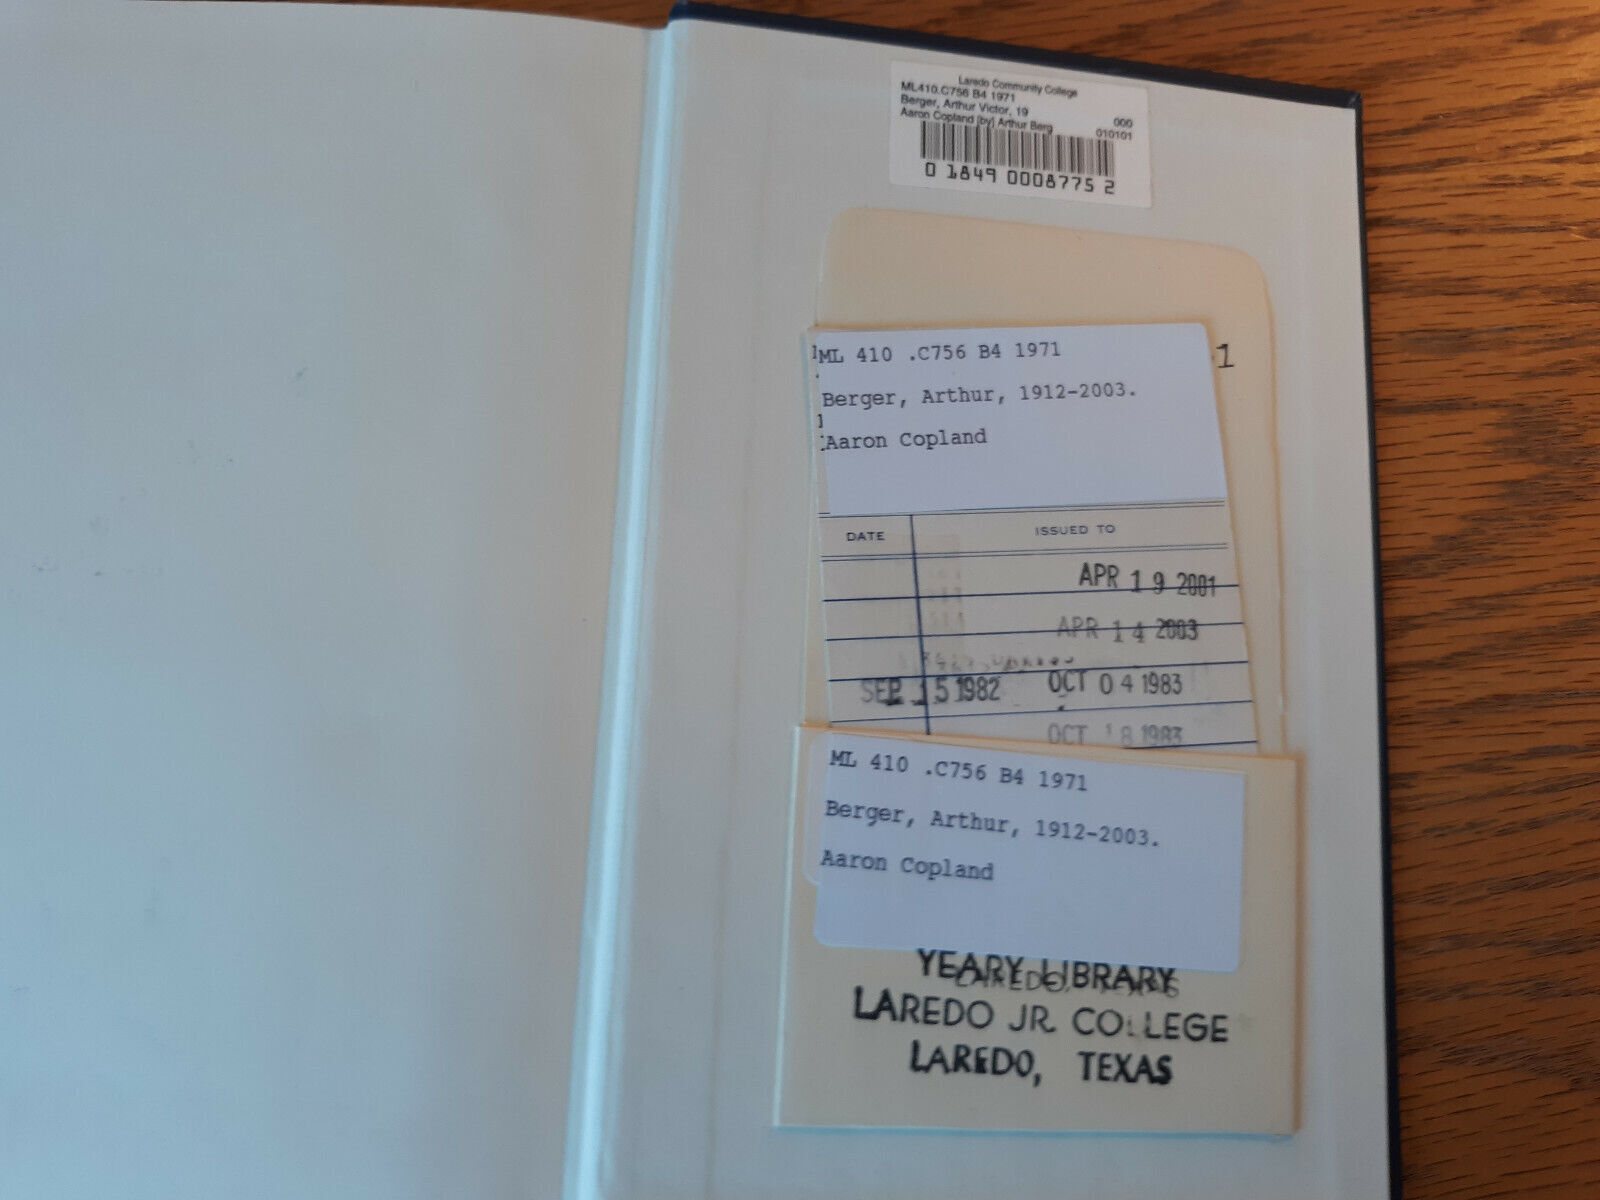 Laredo Community College
ML410.C756 B4 1971
Berger, Arthur Victor, 19 000
Aaron Copland [by] Arthur Berg 010101
0 1849 0008775 2
1
ML 410 .C756 B4 1971
Berger, Arthur, 1912-2003.
Aaron Copland
DATE ISSUED TO
APR 19 2001
APR 14 2003
SEP 15 1982 OCT 04 1983
OCT 18 1983
ML 410 .C756 B4 1971
Berger, Arthur, 1912-2003.
Aaron Copland
YEARY LIBRARY
LAREDO, TEXAS
LAREDO JR. COLLEGE
LAREDO, TEXAS